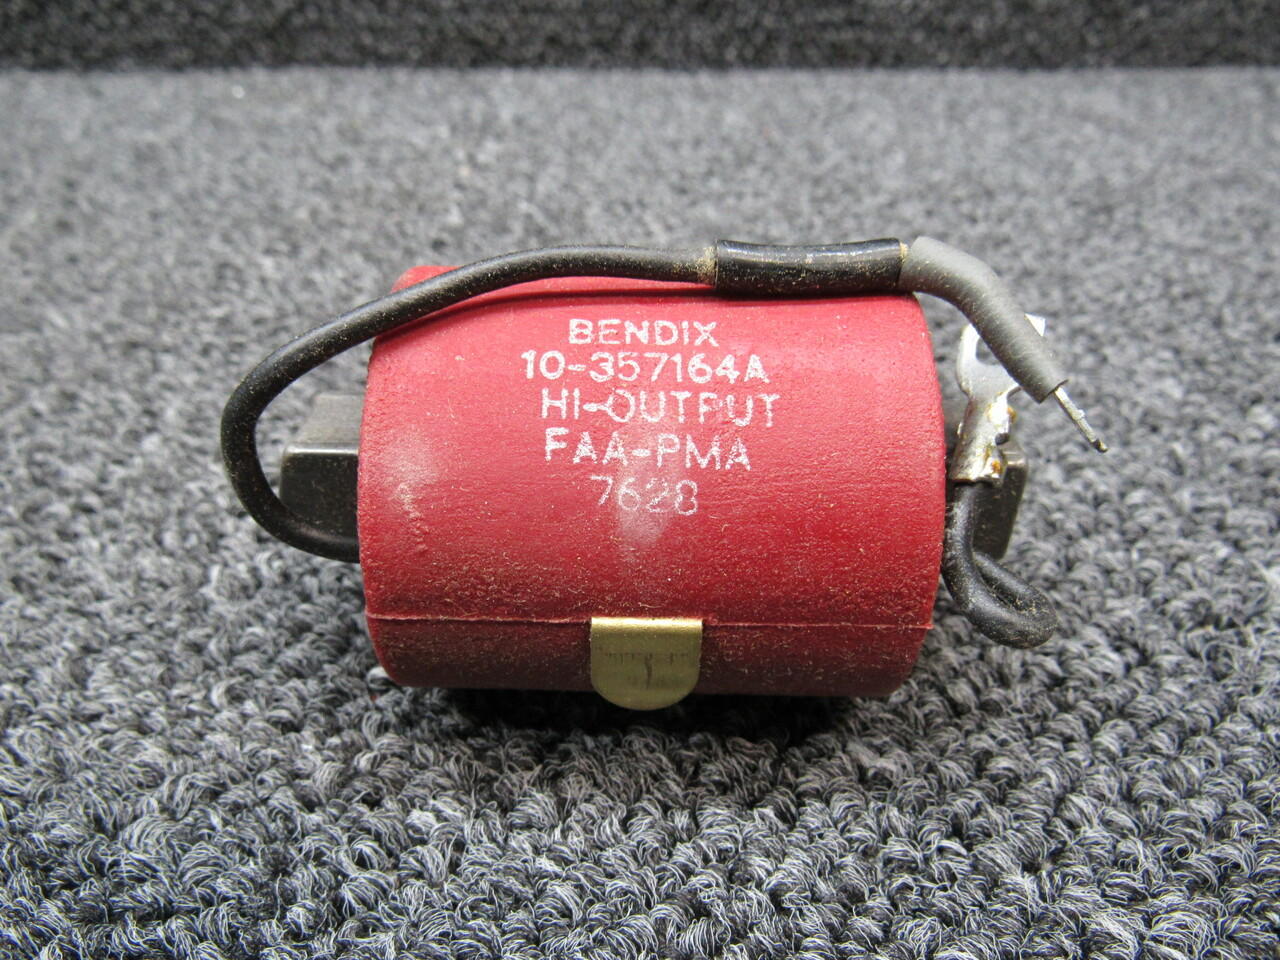 BENDIX
10-357164A
HI-OUTPUT
FAA-PMA
7628